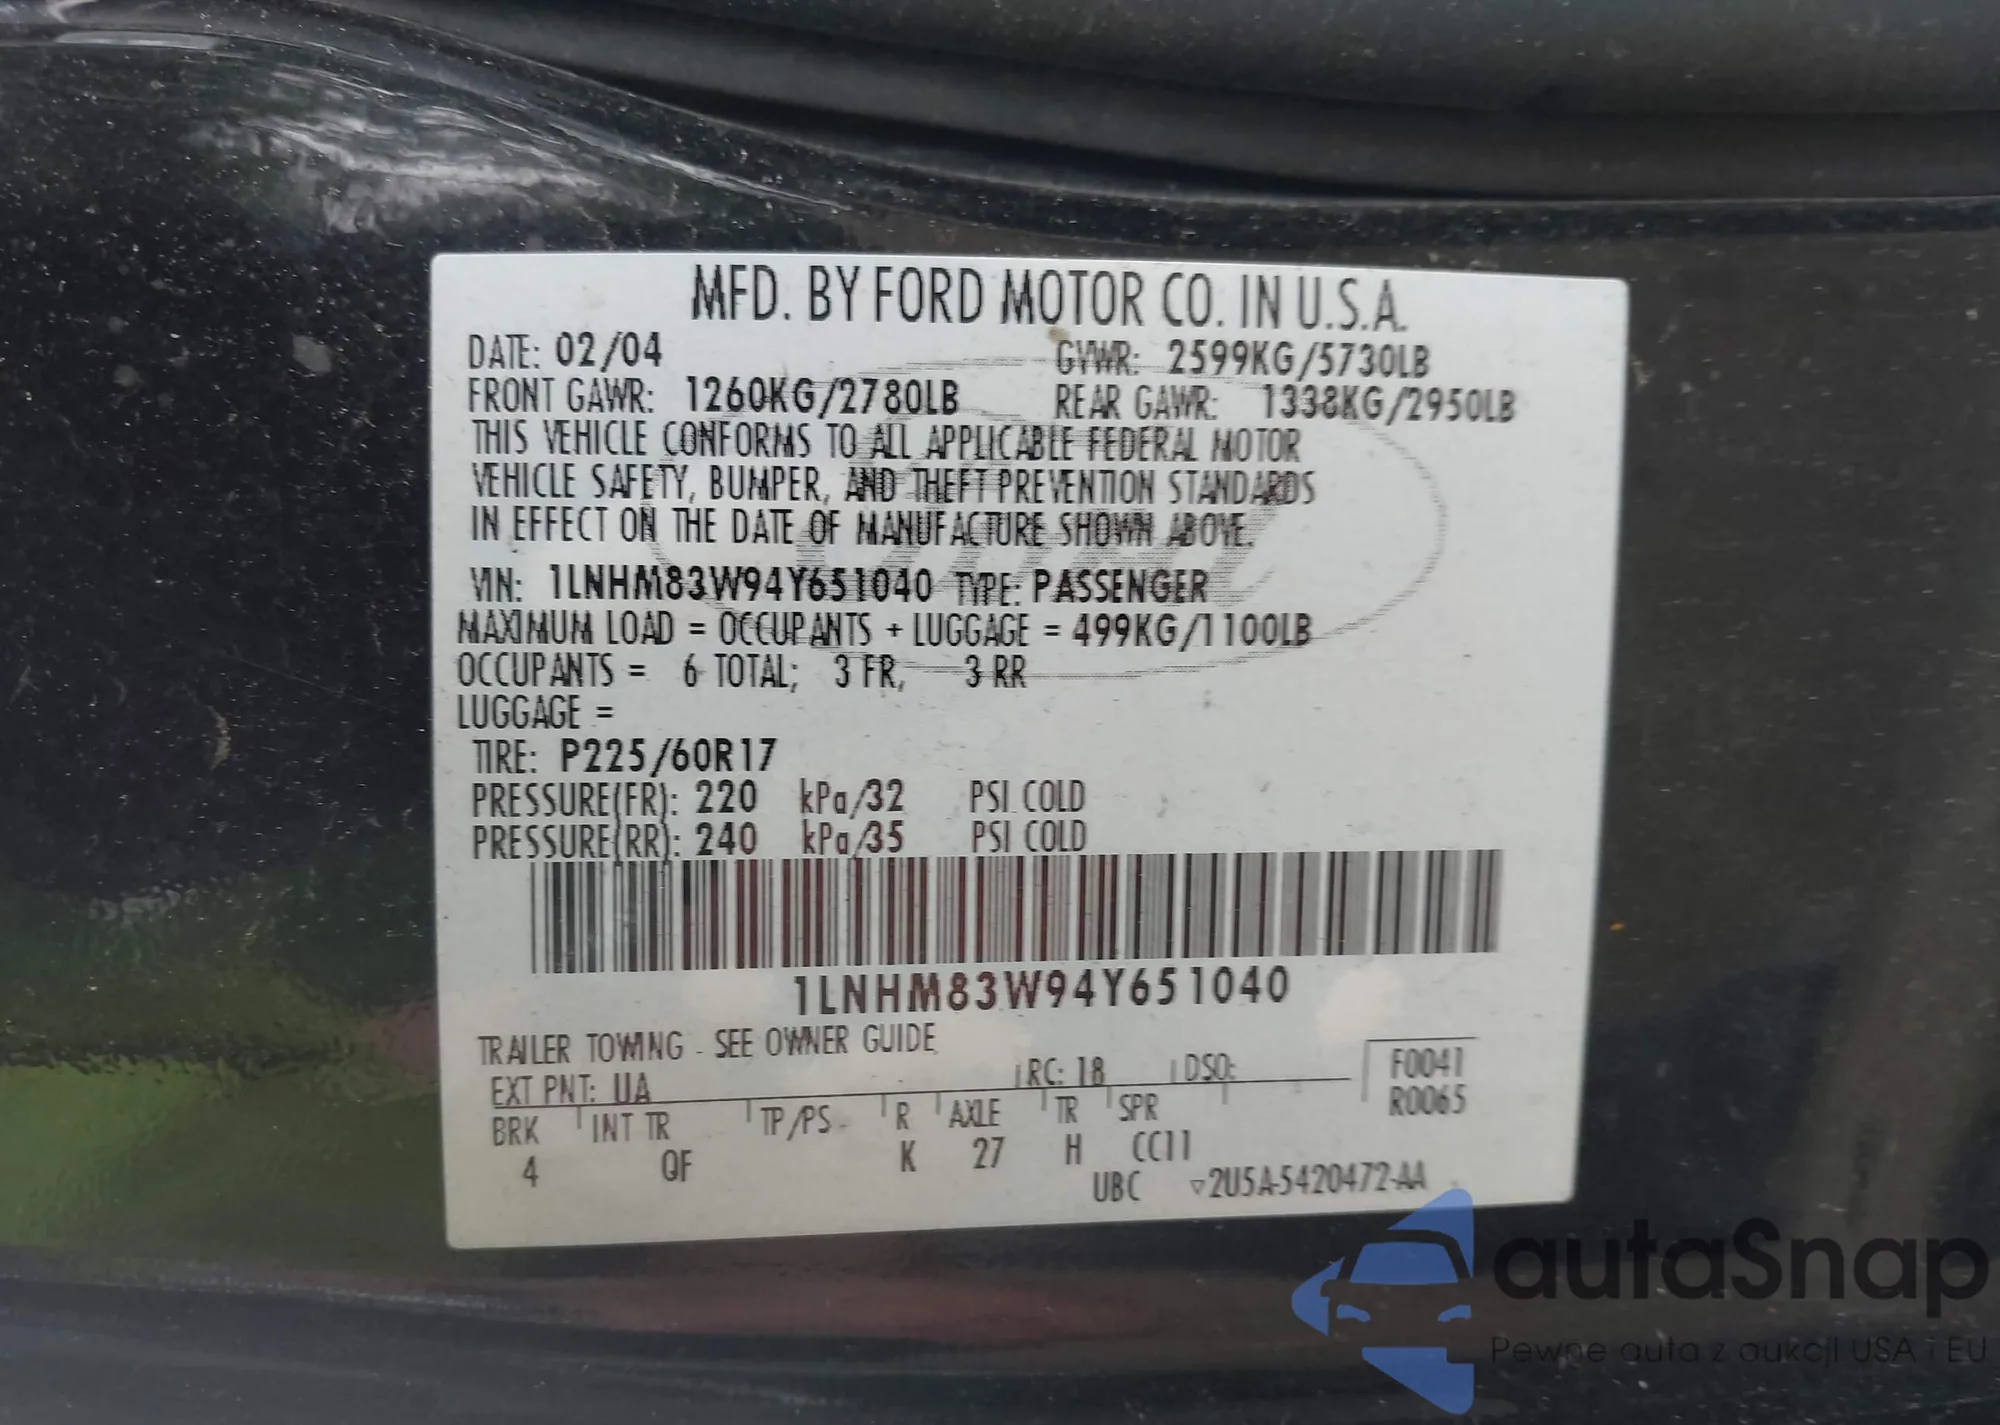 MFD. BY FORD MOTOR CO. IN U.S.A.
DATE: 02/04 GVWR: 2599KG/5730LB
FRONT GAWR: 1260KG/2780LB REAR GAWR: 1338KG/2950LB
THIS VEHICLE CONFORMS TO ALL APPLICABLE FEDERAL MOTOR
VEHICLE SAFETY, BUMPER, AND THEFT PREVENTION STANDARDS
IN EFFECT ON THE DATE OF MANUFACTURE SHOWN ABOVE.
VIN: 1LNHM83W94Y651040 TYPE: PASSENGER
MAXIMUM LOAD = OCCUPANTS + LUGGAGE = 499KG/1100LB
OCCUPANTS = 6 TOTAL; 3 FR, 3 RR
LUGGAGE =
TIRE: P225/60R17
PRESSURE(FR): 220 kPa/32 PSI COLD
PRESSURE(RR): 240 kPa/35 PSI COLD
1LNHM83W94Y651040
TRAILER TOWING - SEE OWNER GUIDE
EXT PNT: UA RC: 18 DSO: F0041
BRK INT TR TP/PS R AXLE TR SPR R0065
4 QF K 27 H CC11
UBC ▽2U5A-5420472-AA
autaSnap
Pewne auta z aukcji USA i EU